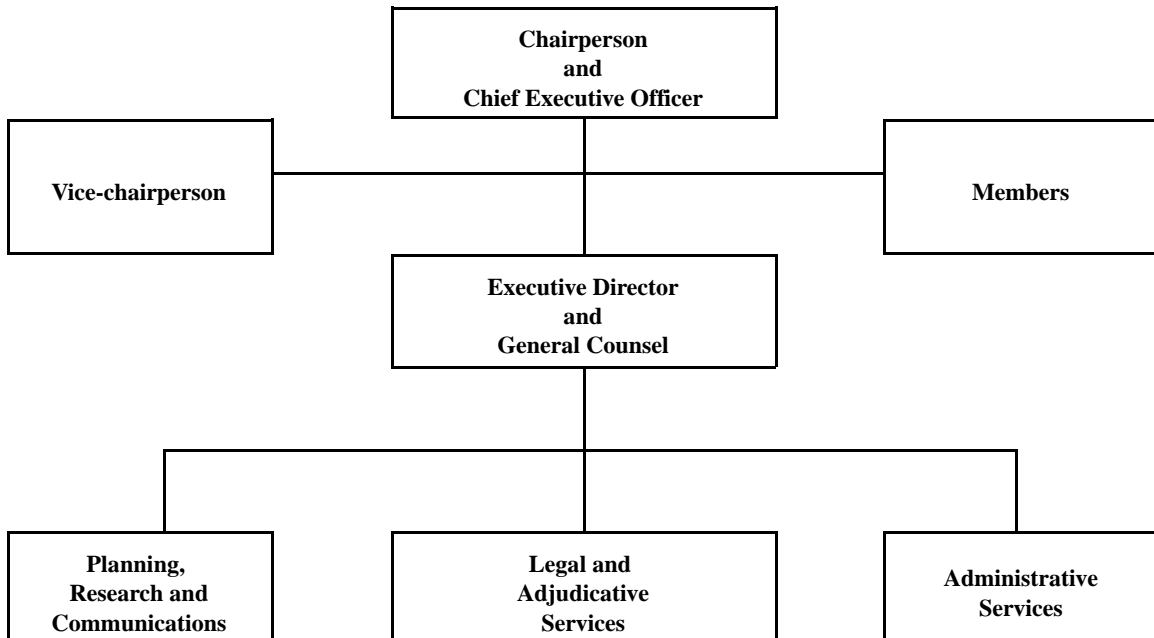 Chairperson
and
Chief Executive Officer
Vice-chairperson
Members
Executive Director
and
General Counsel
Planning,
Research and
Communications
Legal and
Adjudicative
Services
Administrative
Services